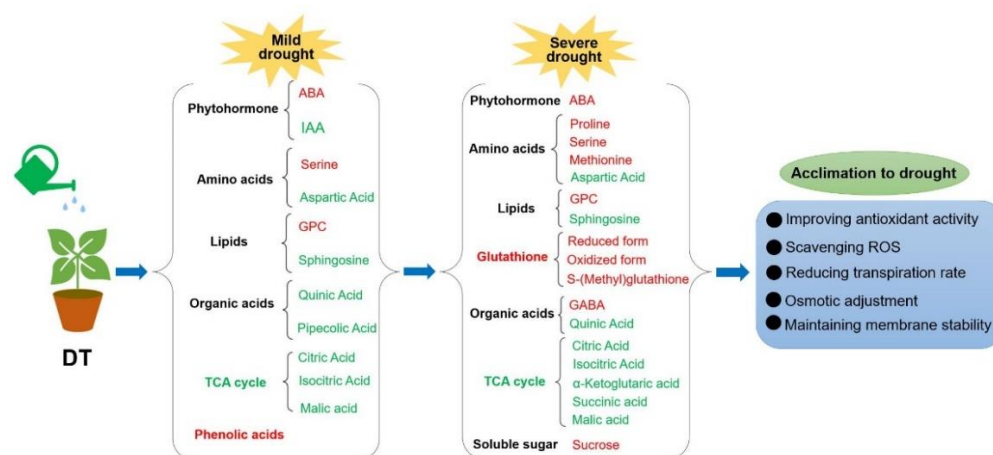 Mild
drought
Phytohormone
ABA
IAA
Amino acids
Serine
Aspartic Acid
Lipids
GPC
Sphingosine
Organic acids
Quinic Acid
Pipecolic Acid
TCA cycle
Citric Acid
Isocitric Acid
Malic acid
Phenolic acids
DT
Severe
drought
Phytohormone
ABA
Amino acids
Proline
Serine
Methionine
Aspartic Acid
Lipids
GPC
Sphingosine
Glutathione
Reduced form
Oxidized form
S-(Methyl)glutathione
Organic acids
GABA
Quinic Acid
TCA cycle
Citric Acid
Isocitric Acid
α-Ketoglutaric acid
Succinic acid
Malic acid
Soluble sugar
Sucrose
Acclimation to drought
Improving antioxidant activity
Scavenging ROS
Reducing transpiration rate
Osmotic adjustment
Maintaining membrane stability